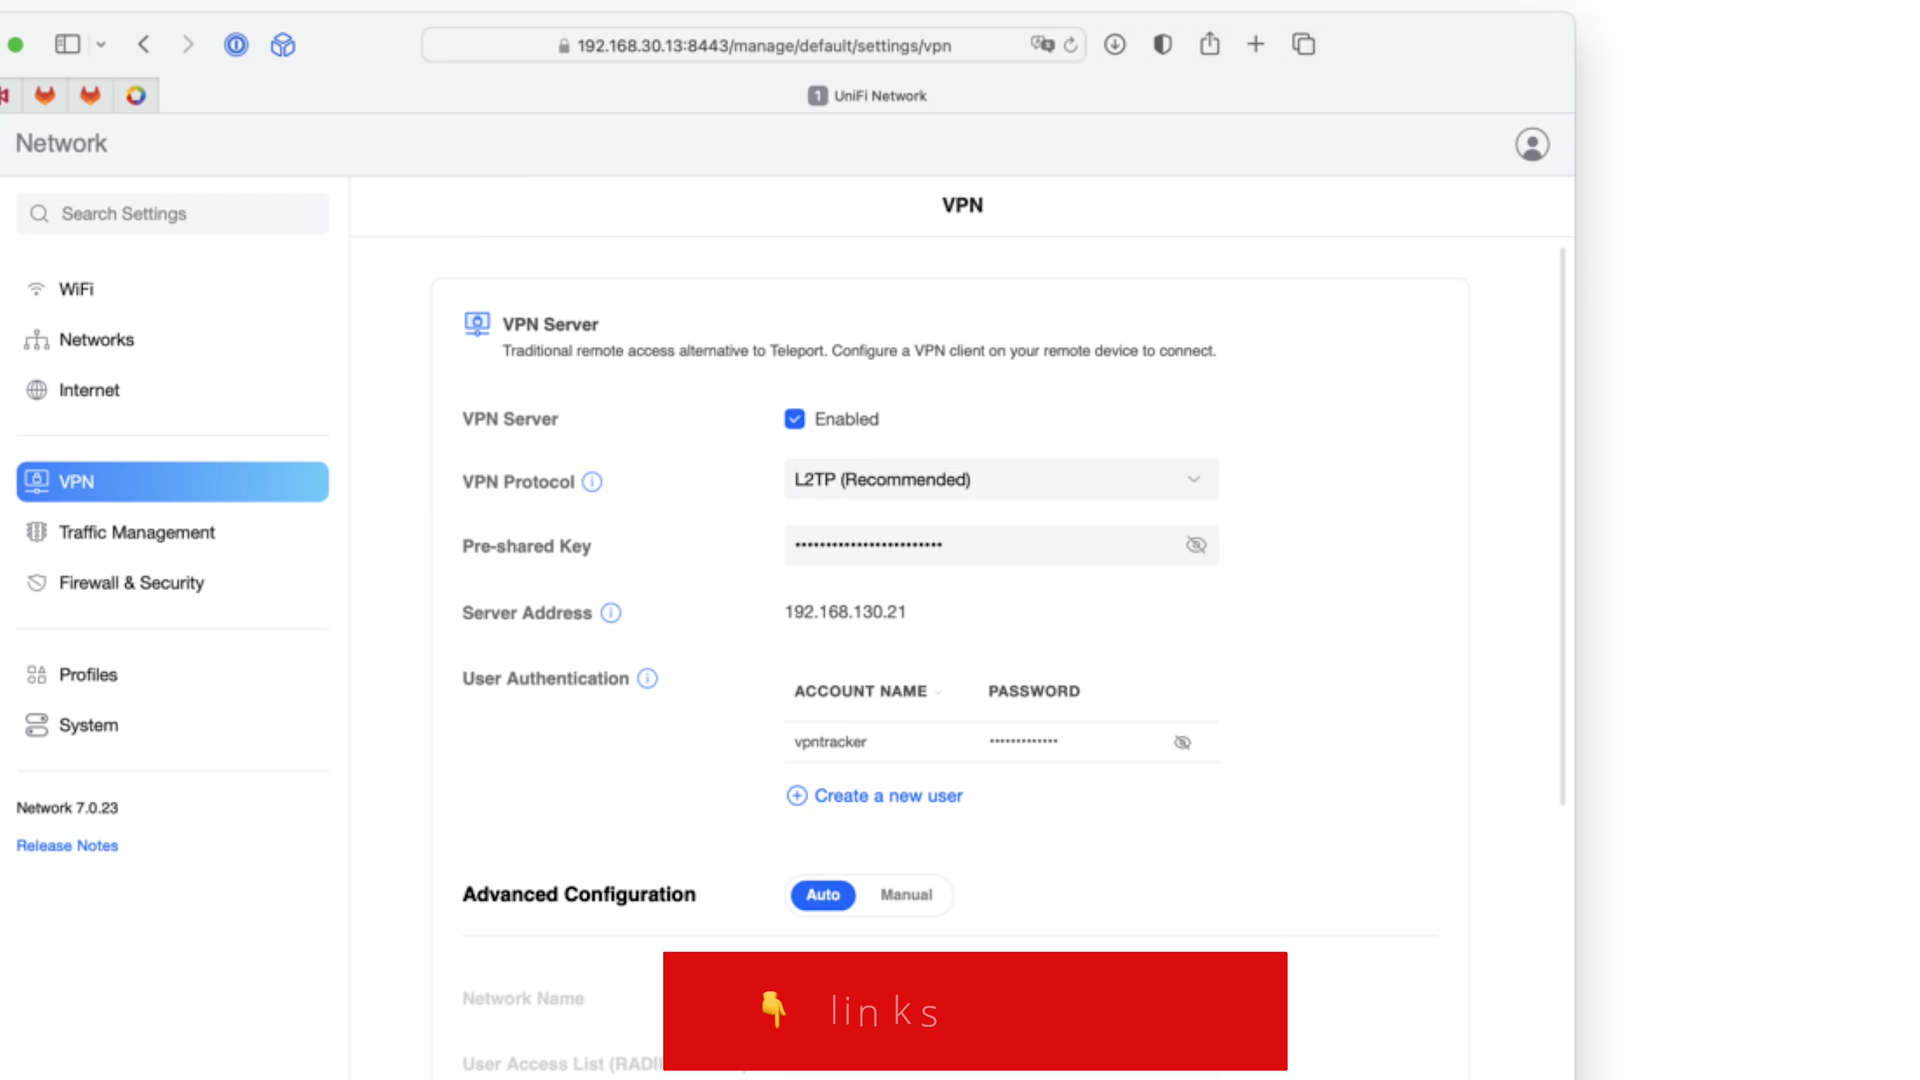 192.168.30.13:8443/manage/default/settings/vpn
1 UniFi Network
Network
Search Settings
VPN
WiFi
Networks
Internet
VPN
Traffic Management
Firewall & Security
Profiles
System
Network 7.0.23
Release Notes
VPN Server
Traditional remote access alternative to Teleport. Configure a VPN client on your remote device to connect.
VPN Server Enabled
VPN Protocol L2TP (Recommended)
Pre-shared Key ••••••••••••••••••••••••
Server Address 192.168.130.21
User Authentication
ACCOUNT NAME PASSWORD
vpntracker •••••••••••••
Create a new user
Advanced Configuration Auto Manual
Network Name
User Access List
👇 links